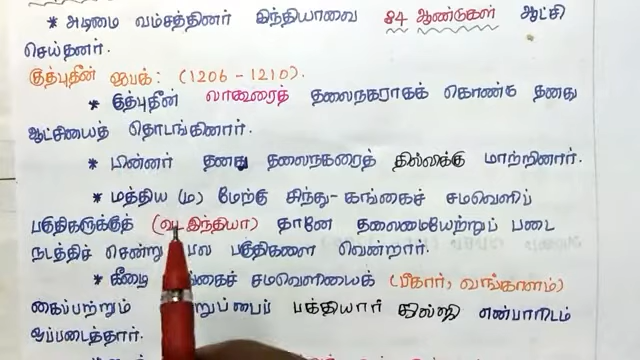 * அடிமை வம்சத்தினர் இந்தியாவை 84 ஆண்டுகள் ஆட்சி
செய்தனர்.
குத்புதீன் ஐபக்: (1206 - 1210).
* குத்புதீன் லாகூரைத் தலைநகராகக் கொண்டு தனது
ஆட்சியைத் தொடங்கினார்.
* பின்னர் தனது தலைநகரைத் தில்லிக்கு மாற்றினார்.
* மத்திய (ம) மேற்கு சிந்து-கங்கைச் சமவெளிப்
பகுதிகளுக்குத் (வட இந்தியா) தானே தலைமையேற்றுப் படை
நடத்திச் சென்று பல பகுதிகளை வென்றார்.
* கீழை சமவெளியைக் (பீகார், வங்காளம்)
கைப்பற்றும் பக்தியார் கில்ஜி என்பாரிடம்
ஒப்படைத்தார்.